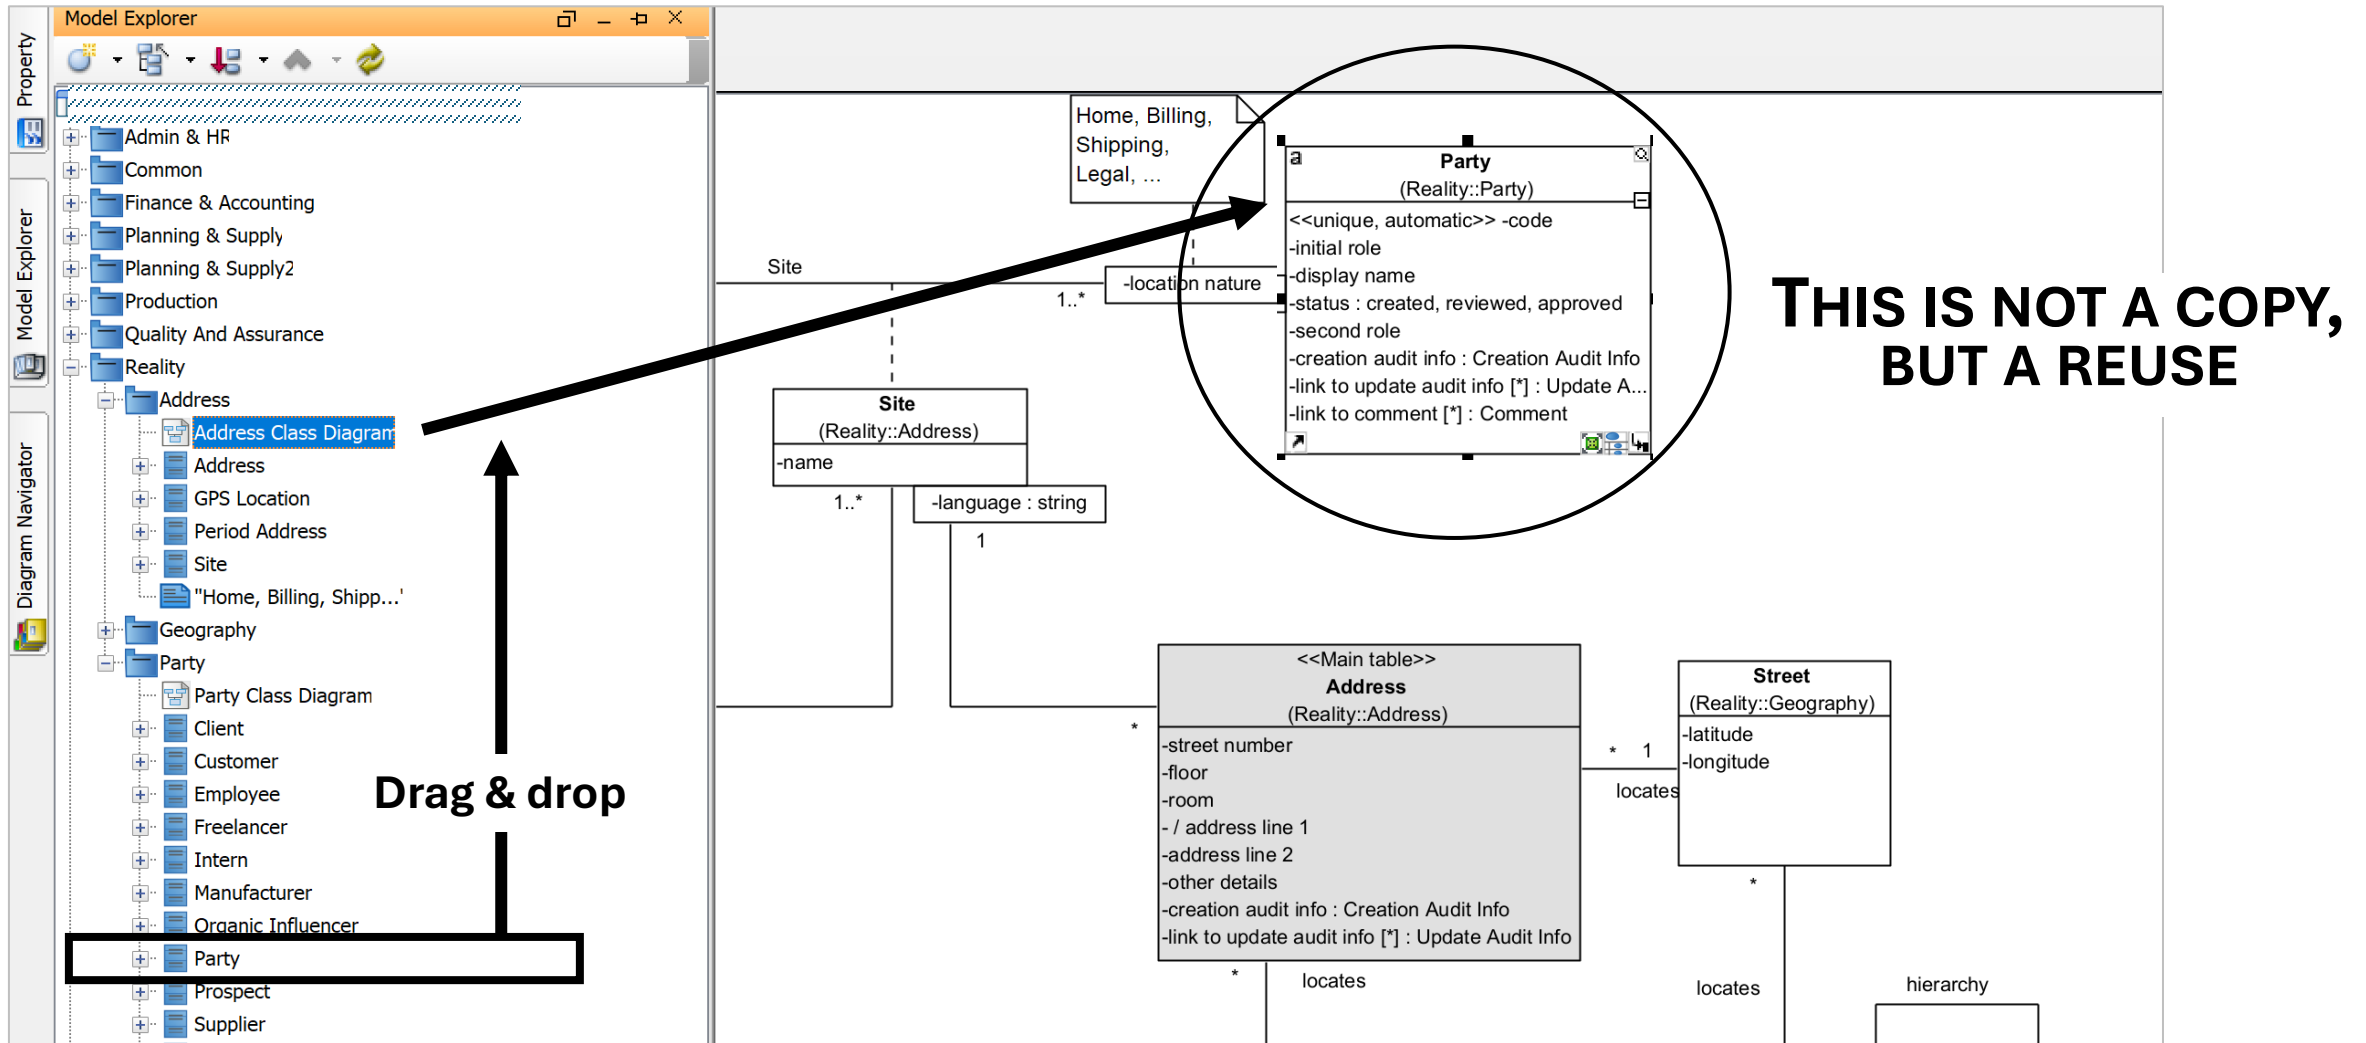 Model Explorer
Property
Model Explorer
Diagram Navigator
Admin & HR
Common
Finance & Accounting
Planning & Supply
Planning & Supply2
Production
Quality And Assurance
Reality
Address
Address Class Diagram
Address
GPS Location
Period Address
Site
"Home, Billing, Shipp...'
Geography
Party
Party Class Diagram
Client
Customer
Employee
Freelancer
Intern
Manufacturer
Organic Influencer
Party
Prospect
Supplier
Drag & drop
Home, Billing,
Shipping,
Legal, ...
a
Party
(Reality::Party)
<<unique, automatic>> -code
-initial role
-display name
-status : created, reviewed, approved
-second role
-creation audit info : Creation Audit Info
-link to update audit info [*] : Update A...
-link to comment [*] : Comment
Site
1..*
-location nature
THIS IS NOT A COPY,
BUT A REUSE
Site
(Reality::Address)
-name
1..*
-language : string
1
*
<<Main table>>
Address
(Reality::Address)
-street number
-floor
-room
- / address line 1
-address line 2
-other details
-creation audit info : Creation Audit Info
-link to update audit info [*] : Update Audit Info
* 1
locates
Street
(Reality::Geography)
-latitude
-longitude
*
*
locates
locates
hierarchy